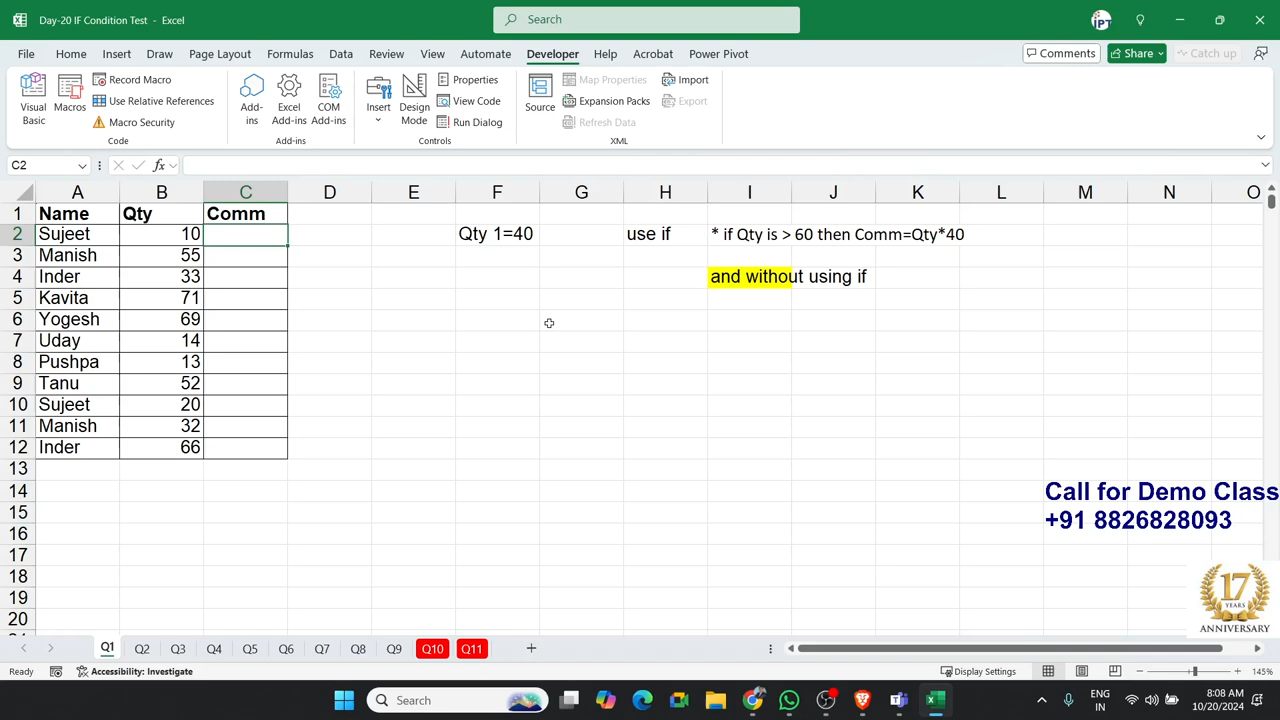 Day-20 IF Condition Test - Excel
Search
IPT
File Home Insert Draw Page Layout Formulas Data Review View Automate Developer Help Acrobat Power Pivot
Comments Share Catch up
Visual Basic
Macros
Record Macro
Use Relative References
Macro Security
Code
Add-ins
Excel Add-ins
COM Add-ins
Add-ins
Insert
Design Mode
Properties
View Code
Run Dialog
Controls
Source
Map Properties
Expansion Packs
Refresh Data
Import
Export
XML
C2
fx
A B C D E F G H I J K L M N O
1 Name Qty Comm
2 Sujeet 10 Qty 1=40 use if * if Qty is > 60 then Comm=Qty*40
3 Manish 55
4 Inder 33 and without using if
5 Kavita 71
6 Yogesh 69
7 Uday 14
8 Pushpa 13
9 Tanu 52
10 Sujeet 20
11 Manish 32
12 Inder 66
13
14
15
16
17
18
19
20
Call for Demo Class
+91 8826828093
17
YEARS
ANNIVERSARY
Q1 Q2 Q3 Q4 Q5 Q6 Q7 Q8 Q9 Q10 Q11
Ready Accessibility: Investigate Display Settings 145%
Search
ENG
IN
8:08 AM
10/20/2024